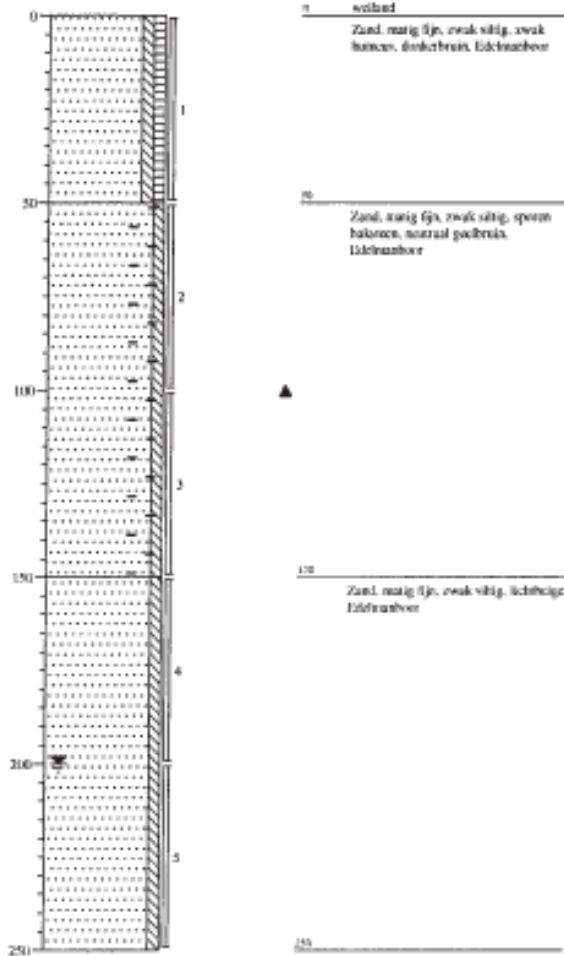 0
weiland
Zand, matig fijn, zwak siltig, zwak
humeus, donkerbruin, Edelmanboor
1
50
50
Zand, matig fijn, zwak siltig, sporen
baksteen, neutraal geelbruin,
Edelmanboor
2
100
3
150
150
Zand, matig fijn, zwak siltig, lichtbeige,
Edelmanboor
4
200
5
250
250